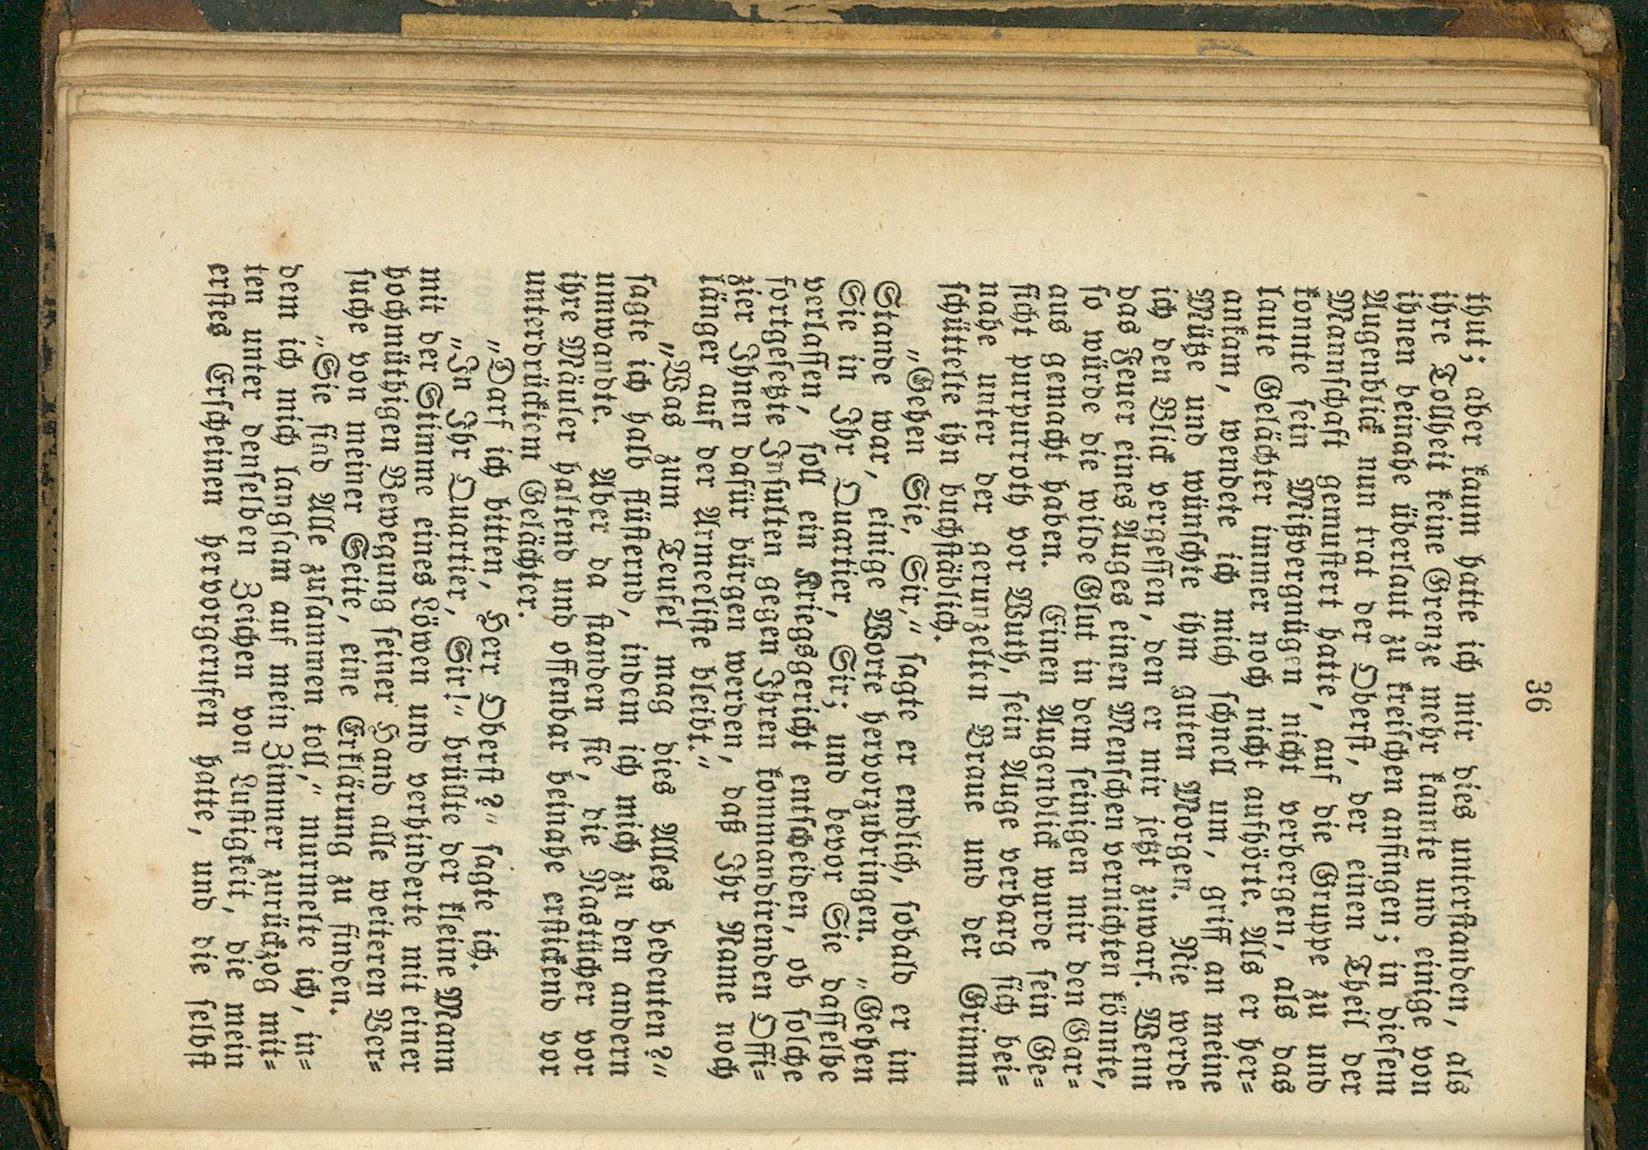 36
thut; aber kaum hatte ich mir dies unterstanden, als
ihre Tollheit keine Grenze mehr kannte und einige von
ihnen beinahe überlaut zu kreischen anfingen; in diesem
Augenblick nun trat der Oberst, der einen Theil der
Mannschaft gemustert hatte, auf die Gruppe zu und
konnte sein Mißvergnügen nicht verbergen, als das
laute Gelächter immer noch nicht aufhörte. Als er her-
ankam, wendete ich mich schnell um, griff an meine
Mütze und wünschte ihm guten Morgen. Nie werde
ich den Blick vergessen, den er mir jetzt zuwarf. Wenn
das Feuer eines Auges einen Menschen vernichten könnte,
so würde die wilde Glut in dem seinigen mir den Gar-
aus gemacht haben. Einen Augenblick wurde sein Ge-
sicht purpurroth vor Wuth, sein Auge verbarg sich bei-
nahe unter der gerunzelten Braue und der Grimm
schüttelte ihn buchstäblich.
„Gehen Sie, Sir,“ sagte er endlich, sobald er im
Stande war, einige Worte hervorzubringen. „Gehen
Sie in Ihr Quartier, Sir; und bevor Sie dasselbe
verlassen, soll ein Kriegsgericht entscheiden, ob solche
fortgesetzte Insulten gegen Ihren kommandirenden Offi-
zier Ihnen dafür bürgen werden, daß Ihr Name noch
länger auf der Armeeliste bleibt.“
„Was zum Teufel mag dies Alles bedeuten?“
sagte ich halb flüsternd, indem ich mich zu den andern
umwandte. Aber da standen sie, die Nastücher vor
ihre Mäuler haltend und offenbar beinahe erstickend vor
unterdrücktem Gelächter.
„Darf ich bitten, Herr Oberst?“ sagte ich.
„In Ihr Quartier, Sir!“ brüllte der kleine Mann
mit der Stimme eines Löwen und verhinderte mit einer
hochmüthigen Bewegung seiner Hand alle weiteren Ver-
suche von meiner Seite, eine Erklärung zu finden.
„Sie sind Alle zusammen toll,“ murmelte ich, in-
dem ich mich langsam auf mein Zimmer zurückzog mit-
ten unter denselben Zeichen von Lustigkeit, die mein
erstes Erscheinen hervorgerufen hatte, und die selbst